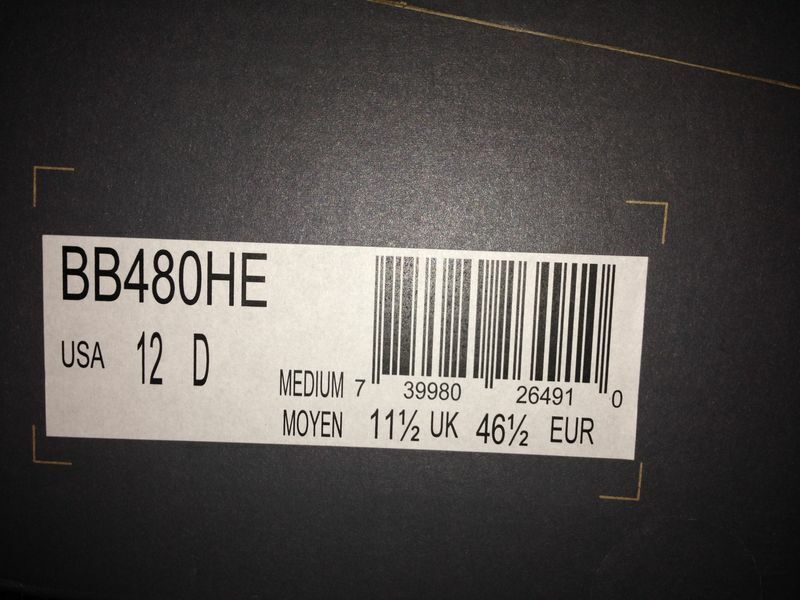 BB480HE
USA 12 D
MEDIUM 7 39980 26491 0
MOYEN 11½ UK 46½ EUR